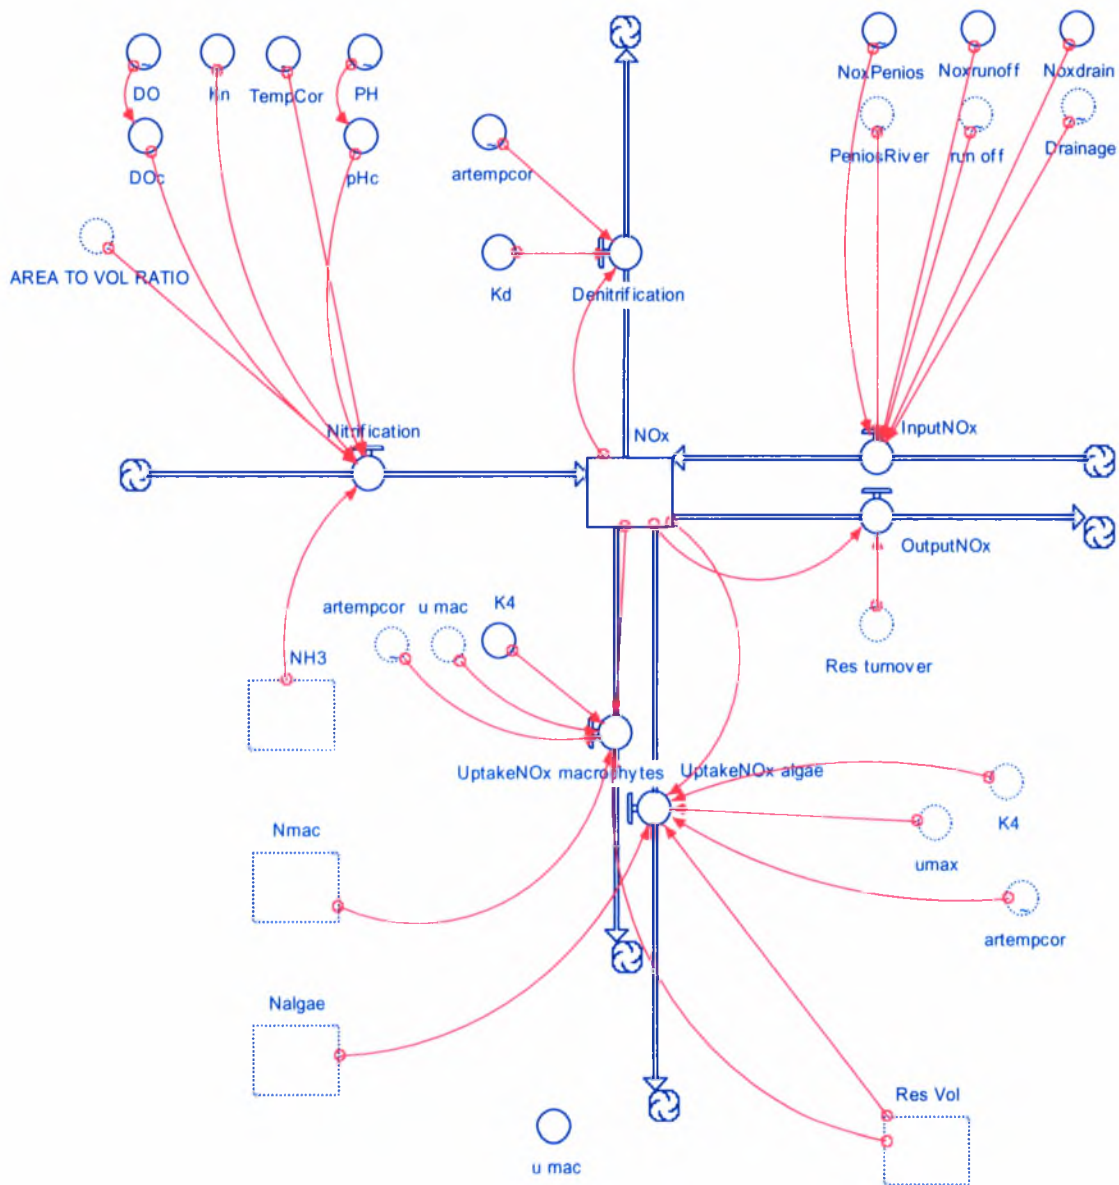 NoxPenios Noxrunoff Noxdrain
DO Kn TempCor PH
PeniosRiver run off Drainage
artempcor
DOc pHc
AREA TO VOL RATIO
Kd Denitrification
Nitrification NOx InputNOx
OutputNOx
artempcor u mac K4
NH3 Res turnover
UptakeNOx macrophytes UptakeNOx algae
K4
Nmac
umax
artempcor
Nalgae
Res Vol
u mac